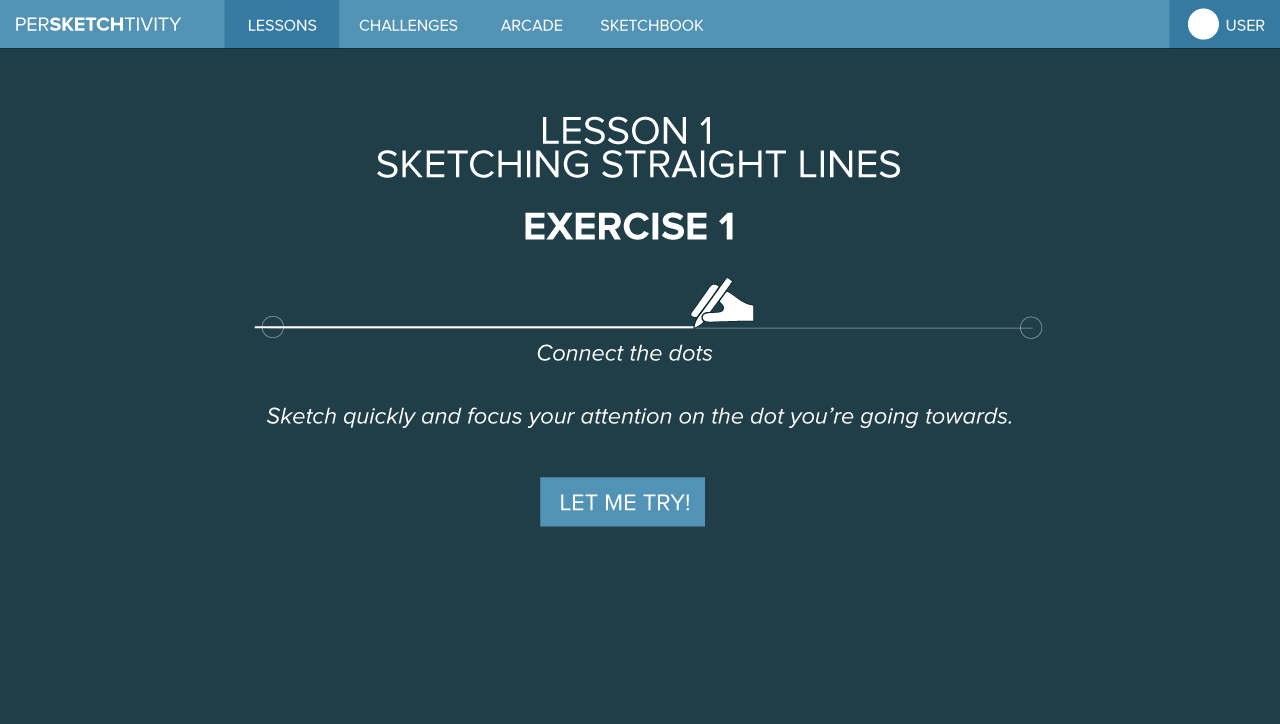 PERSKETCHTIVITY
LESSONS
CHALLENGES
ARCADE
SKETCHBOOK
USER
LESSON 1
SKETCHING STRAIGHT LINES
EXERCISE 1
Connect the dots
Sketch quickly and focus your attention on the dot you’re going towards.
LET ME TRY!